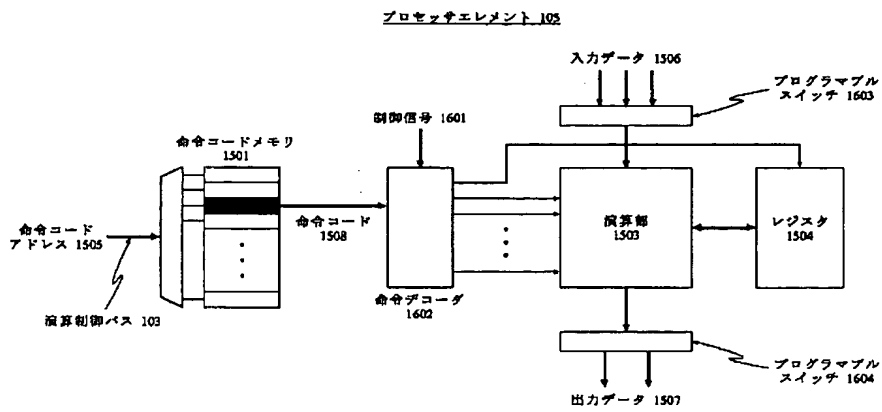 プロセッサエレメント 105
入力データ 1506
プログラマブル
スイッチ 1603
制御信号 1601
命令コードメモリ
1501
命令コード
アドレス 1505
命令コード
1508
演算部
1503
レジスタ
1504
命令デコーダ
1602
演算制御バス 103
プログラマブル
スイッチ 1604
出力データ 1507